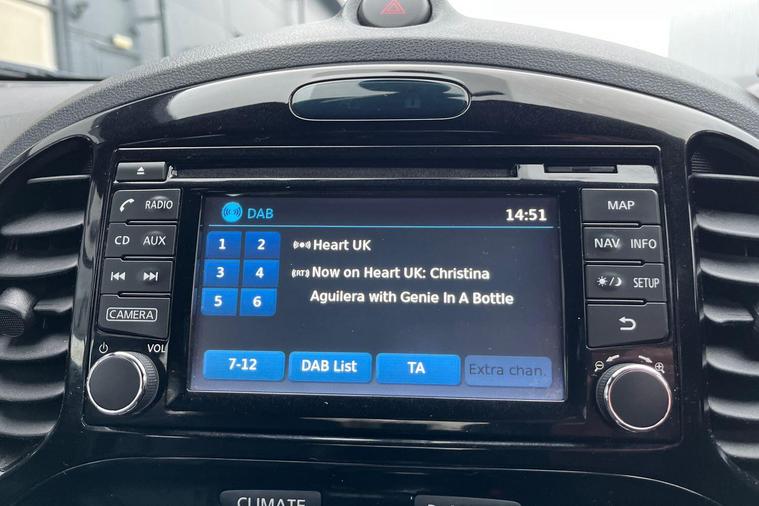 RADIO
CD AUX
CAMERA
VOL
DAB 14:51
1 2
3 4
5 6
Heart UK
Now on Heart UK: Christina
Aguilera with Genie In A Bottle
7-12 DAB List TA Extra chan.
MAP
NAV INFO
SETUP
CLIMATE